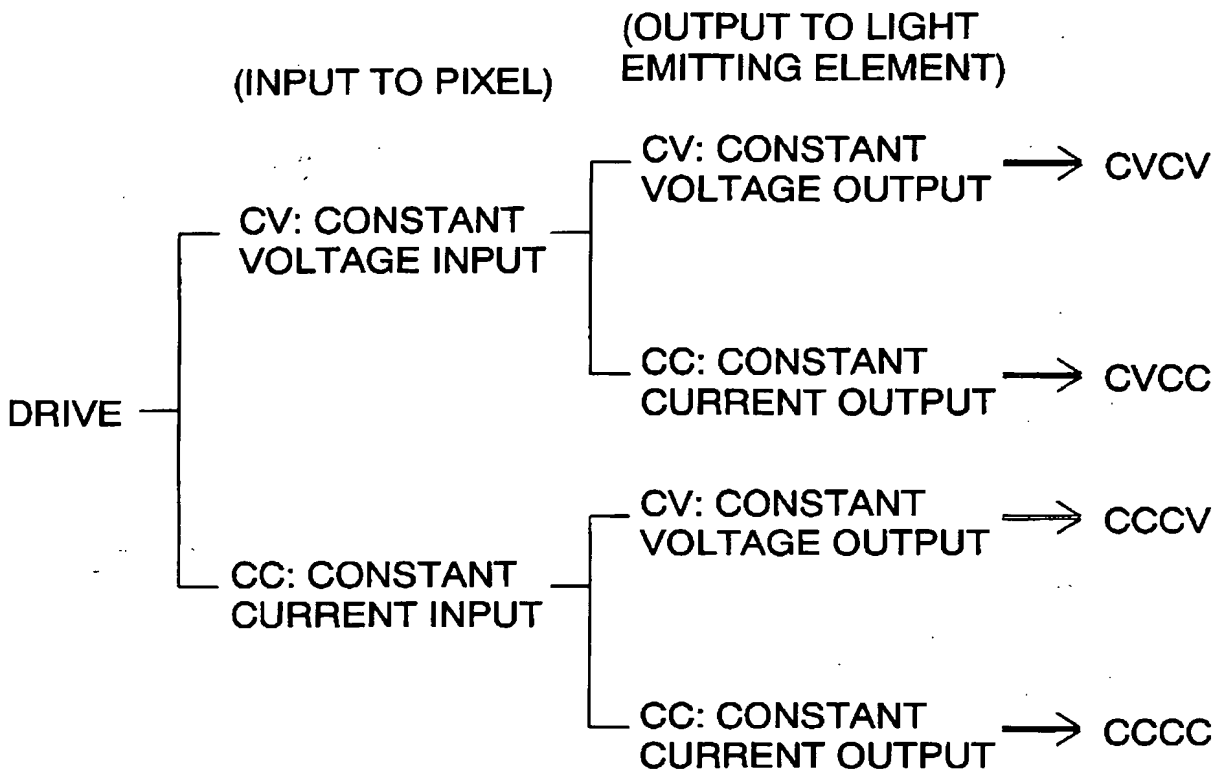 (OUTPUT TO LIGHT
EMITTING ELEMENT)
(INPUT TO PIXEL)
CV: CONSTANT
VOLTAGE OUTPUT
CVCV
CV: CONSTANT
VOLTAGE INPUT
CC: CONSTANT
CURRENT OUTPUT
CVCC
DRIVE
CV: CONSTANT
VOLTAGE OUTPUT
CCCV
CC: CONSTANT
CURRENT INPUT
CC: CONSTANT
CURRENT OUTPUT
CCCC